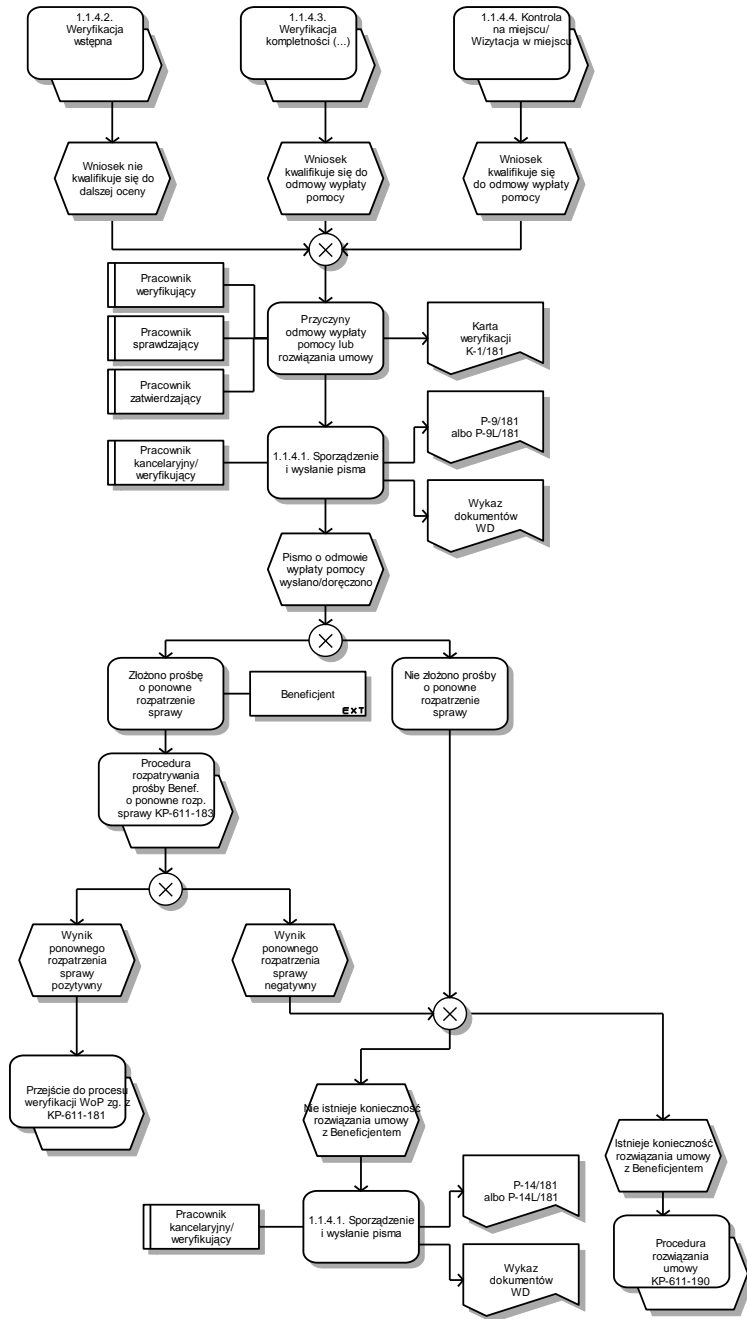 1.1.4.2.
Weryfikacja
wstępna
1.1.4.3.
Weryfikacja
kompletności (...)
1.1.4.4. Kontrola
na miejscu/
Wizytacja w miejscu
Wniosek nie
kwalifikuje się do
dalszej oceny
Wniosek
kwalifikuje się do
odmowy wypłaty
pomocy
Wniosek
kwalifikuje się
do odmowy wypłaty
pomocy
Pracownik
weryfikujący
Pracownik
sprawdzający
Pracownik
zatwierdzający
Przyczyny
odmowy wypłaty
pomocy lub
rozwiązania umowy
Karta
weryfikacji
K-1/181
Pracownik
kancelaryjny/
weryfikujący
1.1.4.1. Sporządzenie
i wysłanie pisma
P-9/181
albo P-9L/181
Wykaz
dokumentów
WD
Pismo o odmowie
wypłaty pomocy
wysłano/doręczono
Złożono prośbę
o ponowne
rozpatrzenie
sprawy
Beneficjent
EXT
Nie złożono prośby
o ponowne
rozpatrzenie
sprawy
Procedura
rozpatrywania
prośby Benef.
o ponowne rozp.
sprawy KP-611-183
Wynik
ponownego
rozpatrzenia
sprawy
pozytywny
Wynik
ponownego
rozpatrzenia
sprawy
negatywny
Przejście do procesu
weryfikacji WoP zg. z
KP-611-181
Nie istnieje konieczność
rozwiązania umowy
z Beneficjentem
Istnieje konieczność
rozwiązania umowy
z Beneficjentem
Pracownik
kancelaryjny/
weryfikujący
1.1.4.1. Sporządzenie
i wysłanie pisma
P-14/181
albo P-14L/181
Wykaz
dokumentów
WD
Procedura
rozwiązania
umowy
KP-611-190